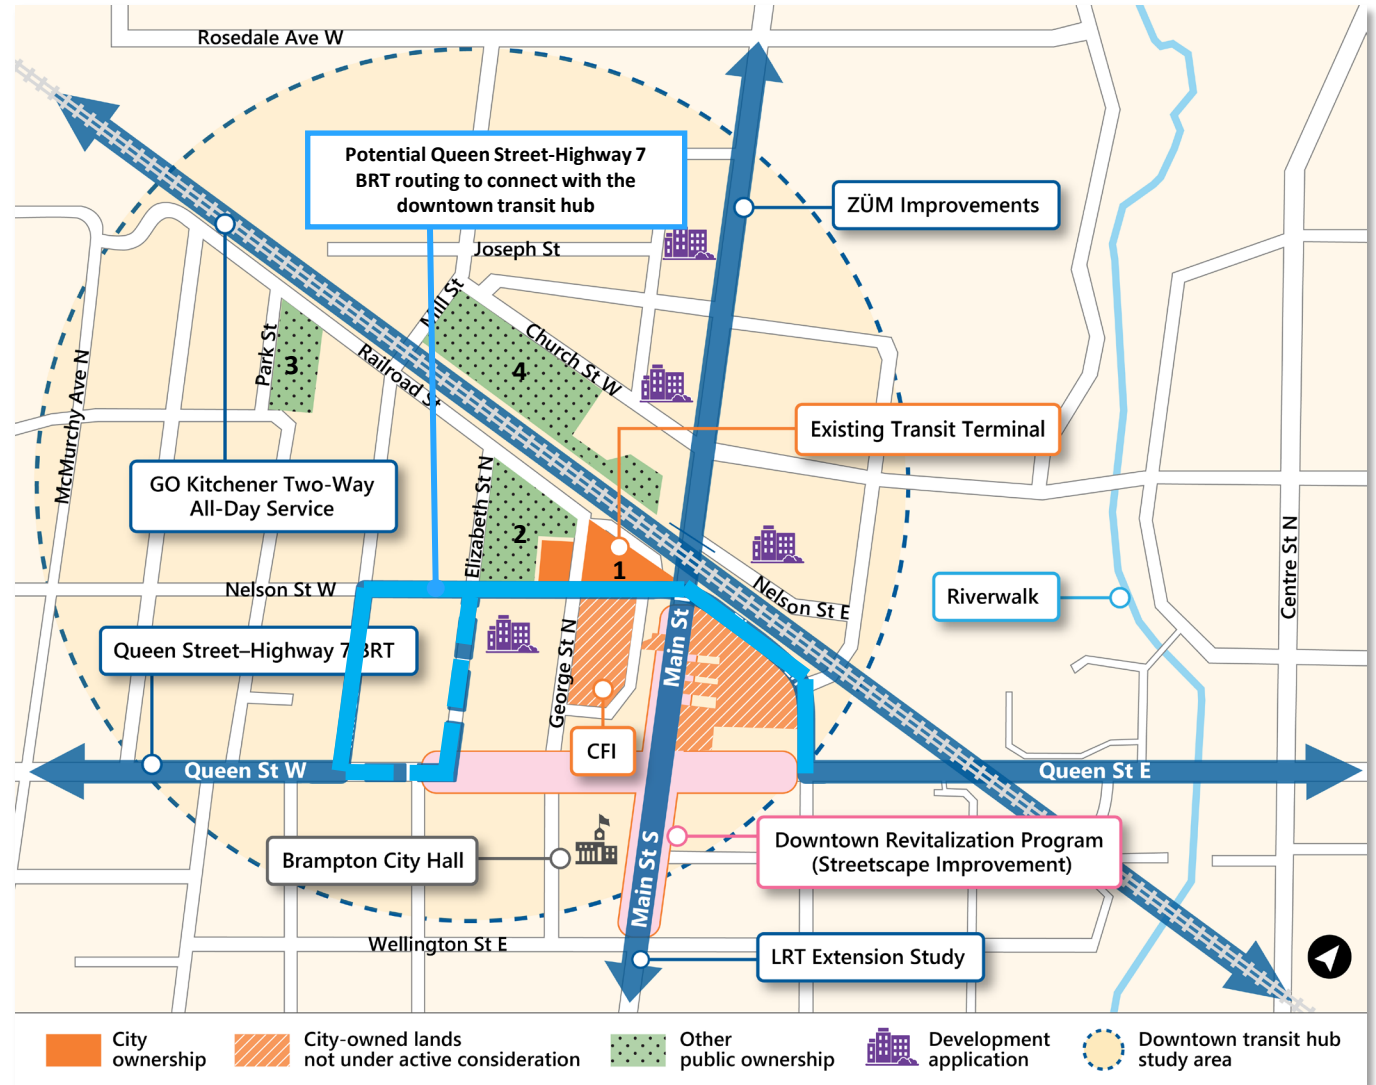 Rosedale Ave W
Potential Queen Street-Highway 7
BRT routing to connect with the
downtown transit hub
ZÜM Improvements
Joseph St
Mill St
Church St W
Park St
3
Railroad St
4
McMurchy Ave N
Existing Transit Terminal
GO Kitchener Two-Way
All-Day Service
Elizabeth St N
2
1
Centre St N
Nelson St W
Nelson St E
Riverwalk
Queen Street–Highway 7 BRT
George St N
Main St
CFI
Queen St W
Queen St E
Brampton City Hall
Main St S
Downtown Revitalization Program
(Streetscape Improvement)
Wellington St E
LRT Extension Study
City
ownership
City-owned lands
not under active consideration
Other
public ownership
Development
application
Downtown transit hub
study area